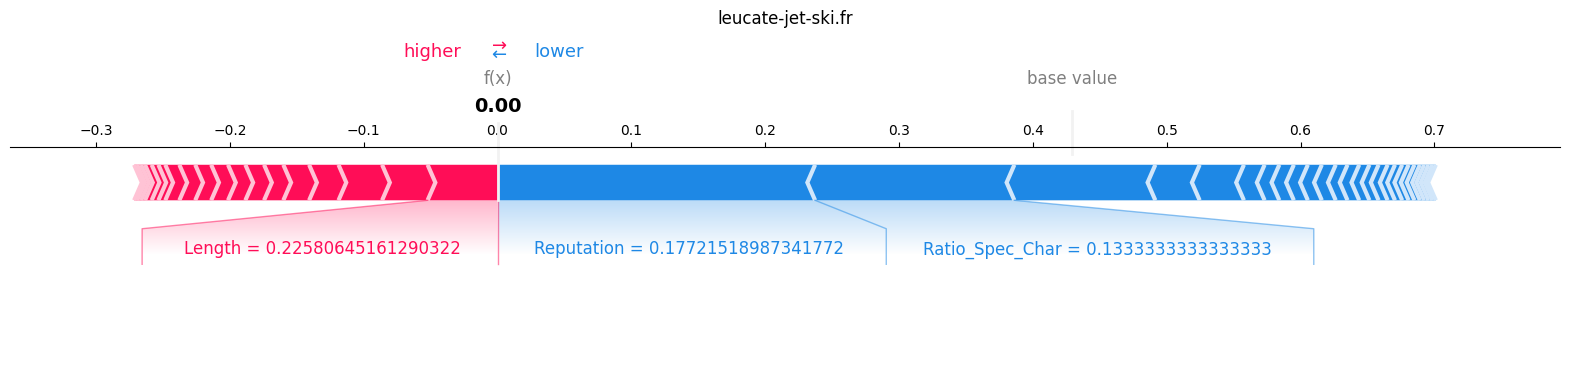 leucate-jet-ski.fr
higher → ← lower
f(x) base value
0.00
−0.3 −0.2 −0.1 0.0 0.1 0.2 0.3 0.4 0.5 0.6 0.7
Length = 0.22580645161290322 Reputation = 0.17721518987341772 Ratio_Spec_Char = 0.1333333333333333